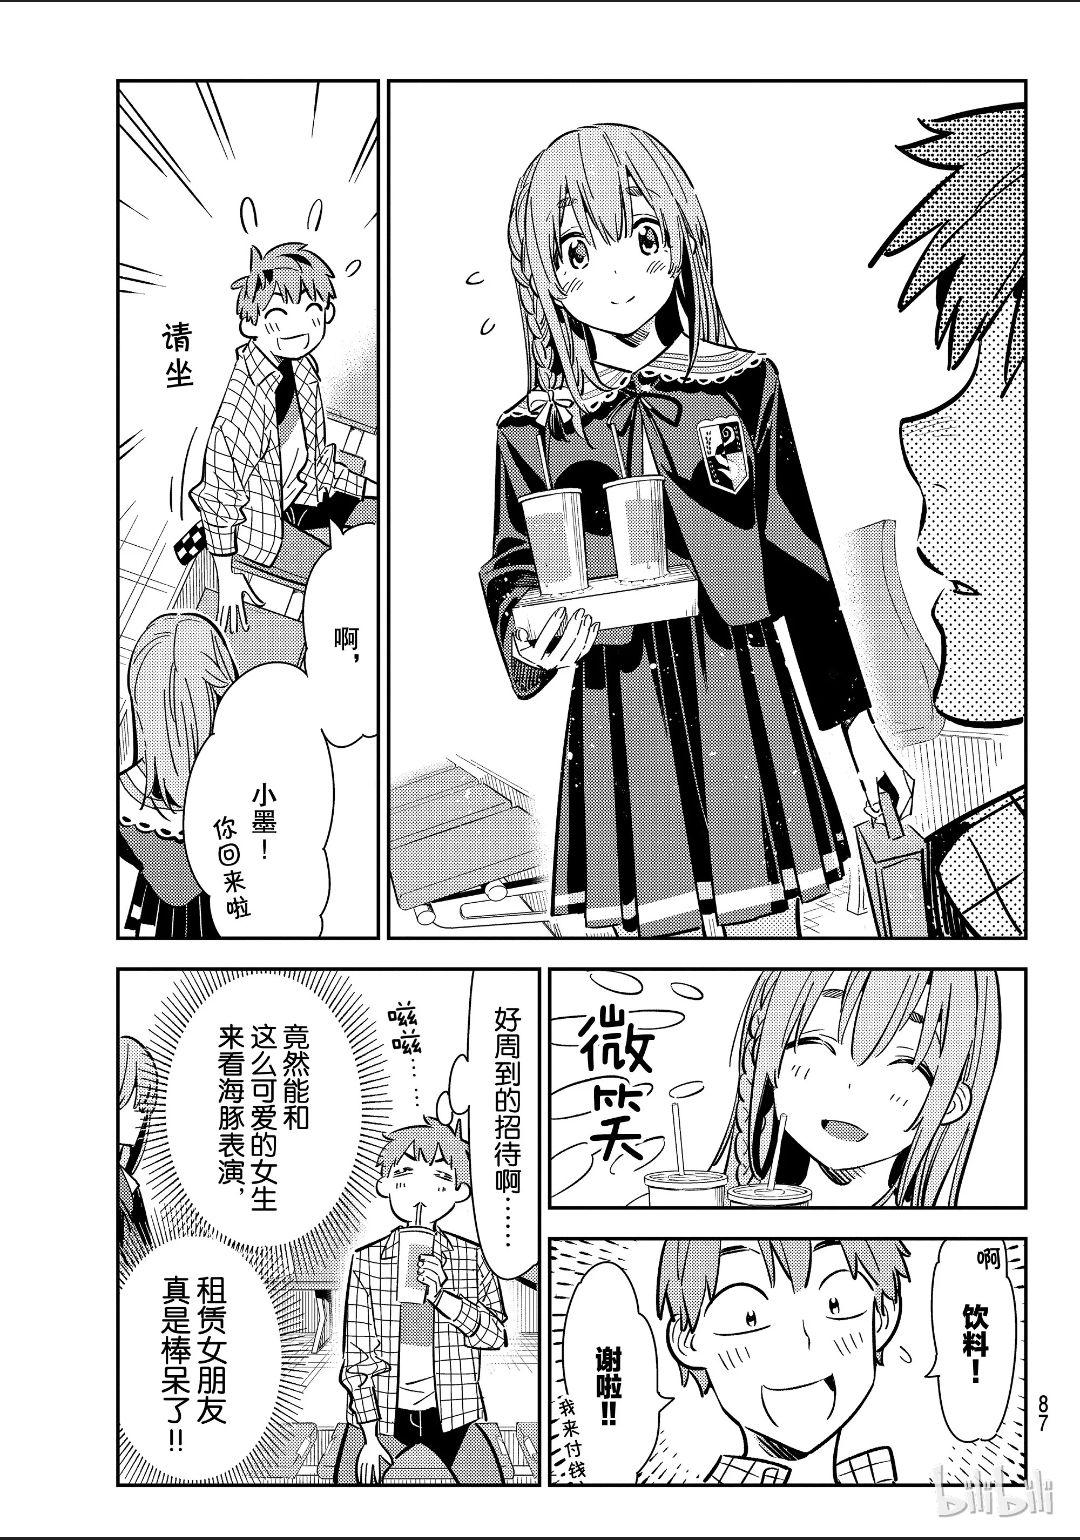 啊,
小墨!
你回来啦
请坐
微笑
啊
饮料!
谢啦!!
我来付钱
好周到的招待啊……
嗞
嗞……
竟然能和
这么可爱的女生
来看海豚表演,
租赁女朋友
真是棒呆了!!
87
bilibili